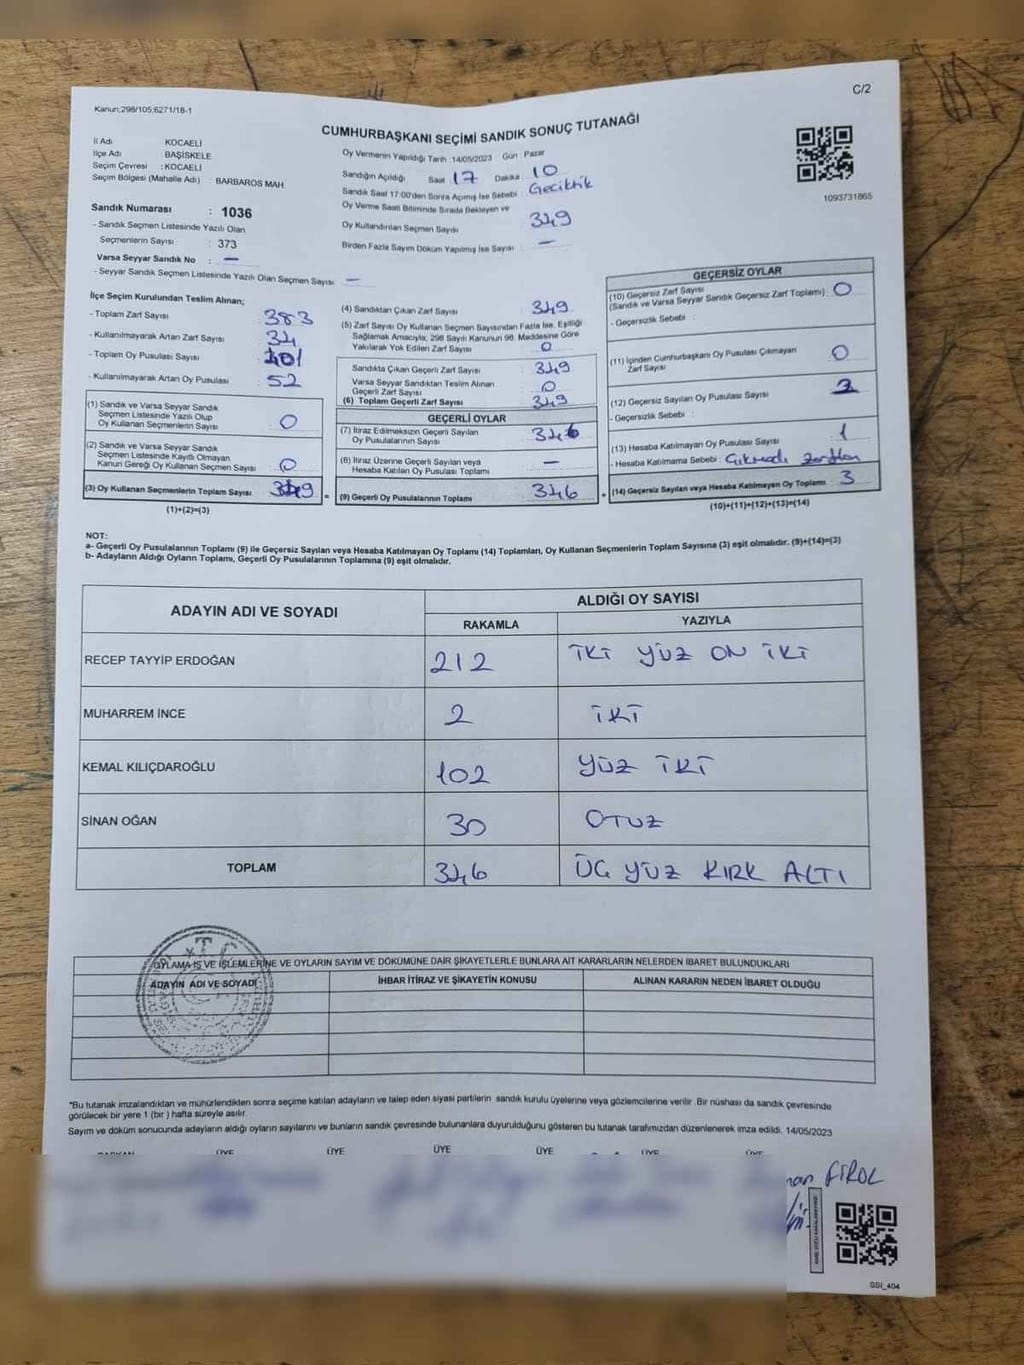 C/2
Kanun;298/105;6271/18-1
CUMHURBAŞKANI SEÇİMİ SANDIK SONUÇ TUTANAĞI
İl Adı KOCAELİ
İlçe Adı BAŞİSKELE
Seçim Çevresi : KOCAELİ
Seçim Bölgesi (Mahalle Adı) : BARBAROS MAH.
Sandık Numarası : 1036
- Sandık Seçmen Listesinde Yazılı Olan
Seçmenlerin Sayısı : 373
Varsa Seyyar Sandık No : —
- Seyyar Sandık Seçmen Listesinde Yazılı Olan Seçmen Sayısı : —
Oy Vermenin Yapıldığı Tarih :14/05/2023 Gün : Pazar
Sandığın Açıldığı Saat 17 Dakika 10
Sandık Saat 17:00'den Sonra Açımış İse Sebebi : Geciktik
Oy Verme Saati Bitiminde Sırada Bekleyen ve
Oy Kullandırılan Seçmen Sayısı : 349
Birden Fazla Sayım Döküm Yapılmış İse Sayısı : —
1093731865
İlçe Seçim Kurulundan Teslim Alınan;
- Toplam Zarf Sayısı 383
- Kullanılmayarak Artan Zarf Sayısı 34
- Toplam Oy Pusulası Sayısı 401
- Kullanılmayarak Artan Oy Pusulası 52
(1) Sandık ve Varsa Seyyar Sandık
Seçmen Listesinde Yazılı Olup
Oy Kullanan Seçmenlerin Sayısı : 0
(2) Sandık ve Varsa Seyyar Sandık
Seçmen Listesinde Kayıtlı Olmayan
Kanun Gereği Oy Kullanan Seçmen Sayısı : 0
(3) Oy Kullanan Seçmenlerin Toplam Sayısı : 349
(1)+(2)=(3)
(4) Sandıktan Çıkan Zarf Sayısı : 349
(5) Zarf Sayısı Oy Kullanan Seçmen Sayısından Fazla İse, Eşitliği
Sağlamak Amacıyla; 298 Sayılı Kanunun 98. Maddesine Göre
Yakılarak Yok Edilen Zarf Sayısı : 0
Sandıkta Çıkan Geçerli Zarf Sayısı : 349
Varsa Seyyar Sandıktan Teslim Alınan
Geçerli Zarf Sayısı : 0
(6) Toplam Geçerli Zarf Sayısı : 349
GEÇERLİ OYLAR
(7) İtiraz Edilmeksizin Geçerli Sayılan
Oy Pusulalarının Sayısı : 346
(8) İtiraz Üzerine Geçerli Sayılan veya
Hesaba Katılan Oy Pusulası Toplamı : —
(9) Geçerli Oy Pusulalarının Toplamı : 346
GEÇERSİZ OYLAR
(10) Geçersiz Zarf Sayısı
(Sandık ve Varsa Seyyar Sandık Geçersiz Zarf Toplamı) : 0
- Geçersizlik Sebebi :
(11) İçinden Cumhurbaşkanı Oy Pusulası Çıkmayan
Zarf Sayısı : 0
(12) Geçersiz Sayılan Oy Pusulası Sayısı
- Geçersizlik Sebebi :
(13) Hesaba Katılmayan Oy Pusulası Sayısı : 1
- Hesaba Katılmama Sebebi : Çıkmadı zarftan
(14) Geçersiz Sayılan veya Hesaba Katılmayan Oy Toplamı : 3
(10)+(11)+(12)+(13)=(14)
NOT:
a- Geçerli Oy Pusulalarının Toplamı (9) ile Geçersiz Sayılan veya Hesaba Katılmayan Oy Toplamı (14) Toplamları, Oy Kullanan Seçmenlerin Toplam Sayısına (3) eşit olmalıdır. (9)+(14)=(3)
b- Adayların Aldığı Oyların Toplamı, Geçerli Oy Pusulalarının Toplamına (9) eşit olmalıdır.
ADAYIN ADI VE SOYADI ALDIĞI OY SAYISI
RAKAMLA YAZIYLA
RECEP TAYYİP ERDOĞAN 212 İKİ YÜZ ON İKİ
MUHARREM İNCE 2 İKİ
KEMAL KILIÇDAROĞLU 102 YÜZ İKİ
SİNAN OĞAN 30 OTUZ
TOPLAM 346 ÜÇ YÜZ KIRK ALTI
T.C.
OYLAMA İŞ VE İŞLEMLERİNE VE OYLARIN SAYIM VE DÖKÜMÜNE DAİR ŞİKAYETLERLE BUNLARA AİT KARARLARIN NELERDEN İBARET BULUNDUKLARI
ADAYIN ADI VE SOYADI İHBAR İTİRAZ VE ŞİKAYETİN KONUSU ALINAN KARARIN NEDEN İBARET OLDUĞU
*Bu tutanak imzalandıktan ve mühürlendikten sonra seçime katılan adayların ve talep eden siyasi partilerin sandık kurulu üyelerine veya gözlemcilerine verilir. Bir nüshası da sandık çevresinde
görülecek bir yere 1 (bir ) hafta süreyle asılır.
Sayım ve döküm sonucunda adayların aldığı oyların sayılarını ve bunların sandık çevresinde bulunanlara duyurulduğunu gösteren bu tutanak tarafımızdan düzenlenerek imza edildi. 14/05/2023
BAŞKAN ÜYE ÜYE ÜYE ÜYE ÜYE ÜYE
GSI_404